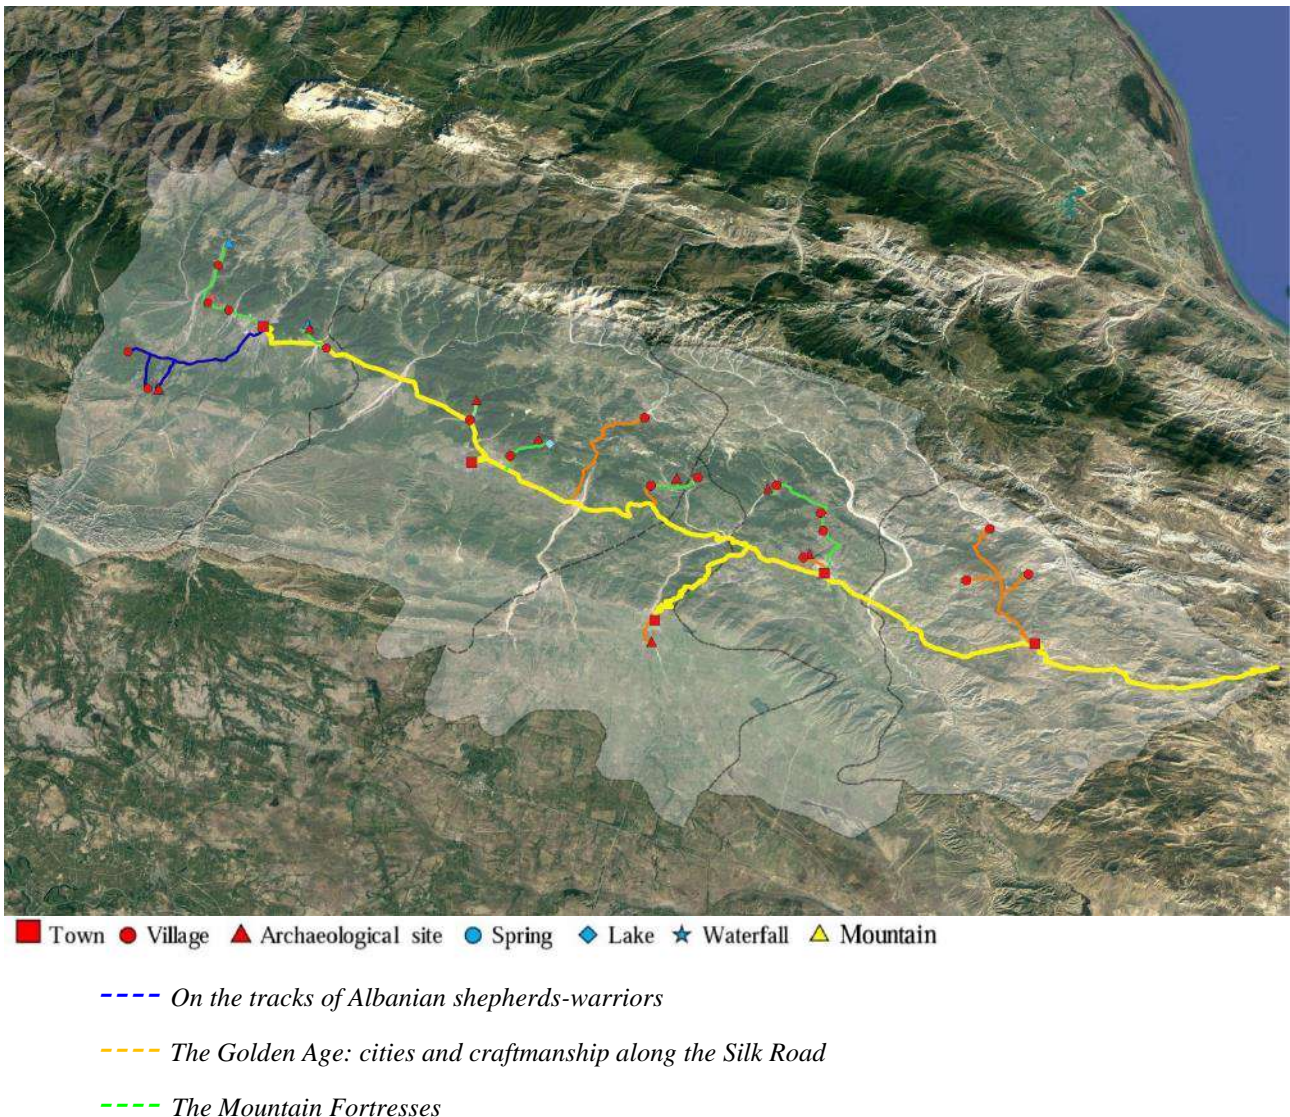 Town Village Archaeological site Spring Lake Waterfall Mountain
On the tracks of Albanian shepherds-warriors
The Golden Age: cities and craftmanship along the Silk Road
The Mountain Fortresses